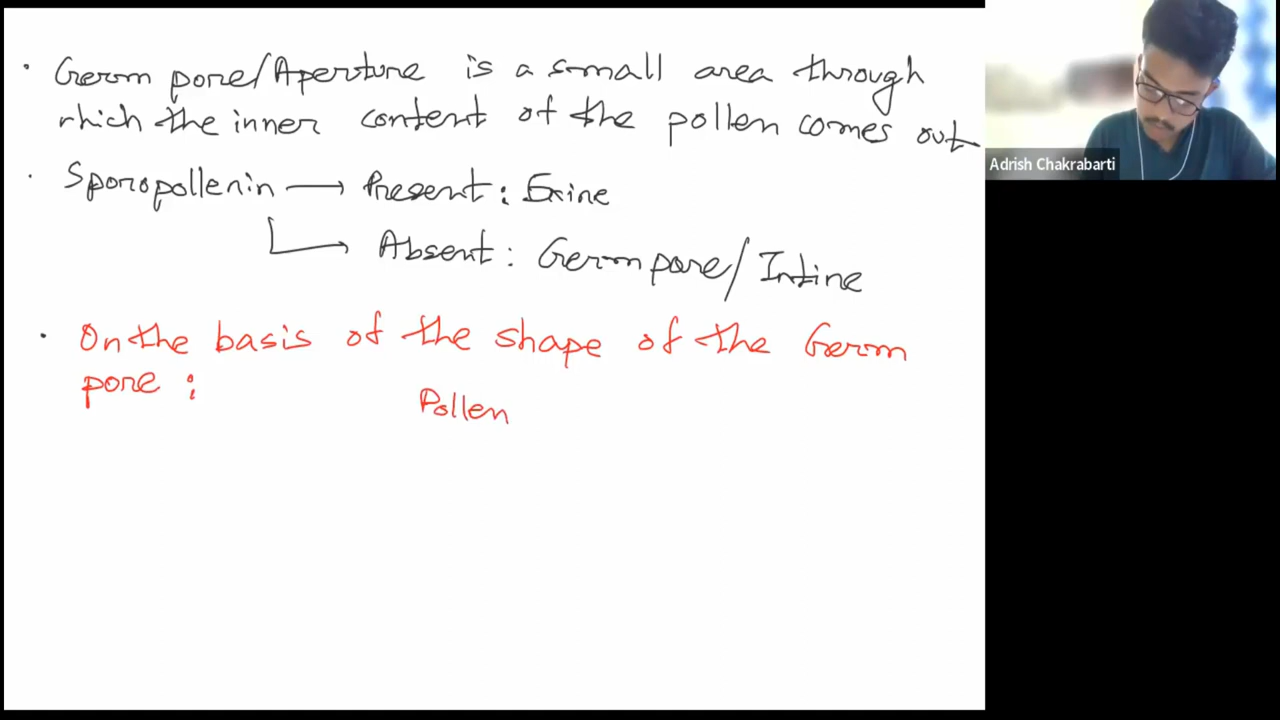 • Germ pore/Aperture is a small area through
which the inner content of the pollen comes out
• Sporopollenin → Present : Exine
→ Absent : Germ pore/Intine
• On the basis of the shape of the Germ
pore :
Pollen
Adrish Chakrabarti